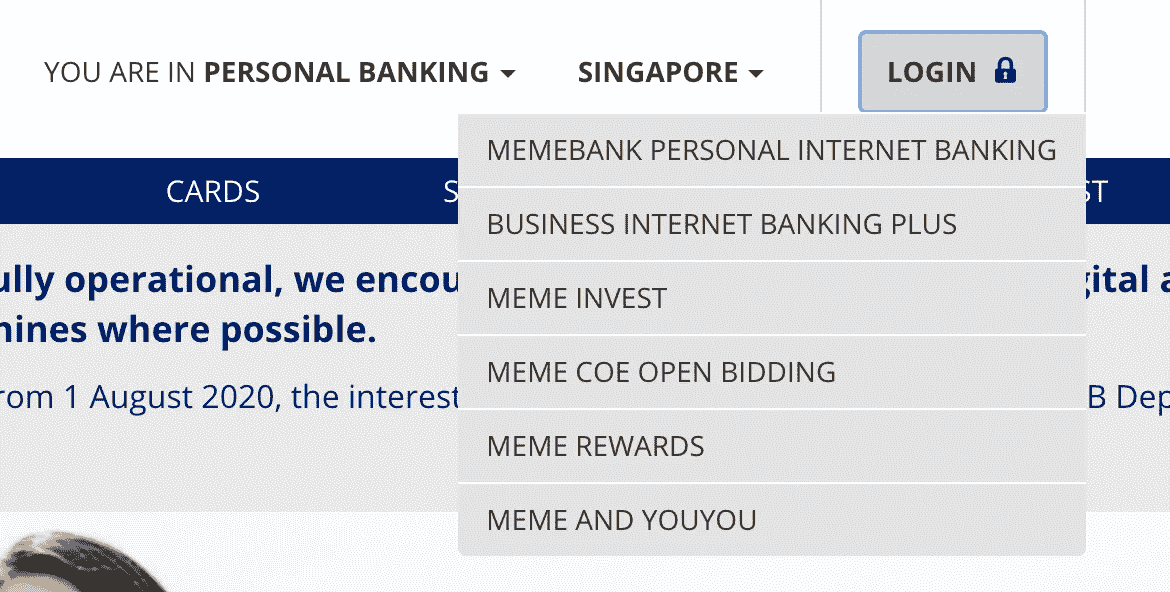 YOU ARE IN PERSONAL BANKING
SINGAPORE
LOGIN
MEMEBANK PERSONAL INTERNET BANKING
CARDS
BUSINESS INTERNET BANKING PLUS
ully operational, we encou
MEME INVEST
hines where possible.
MEME COE OPEN BIDDING
rom 1 August 2020, the interest
B Dep
MEME REWARDS
MEME AND YOUYOU